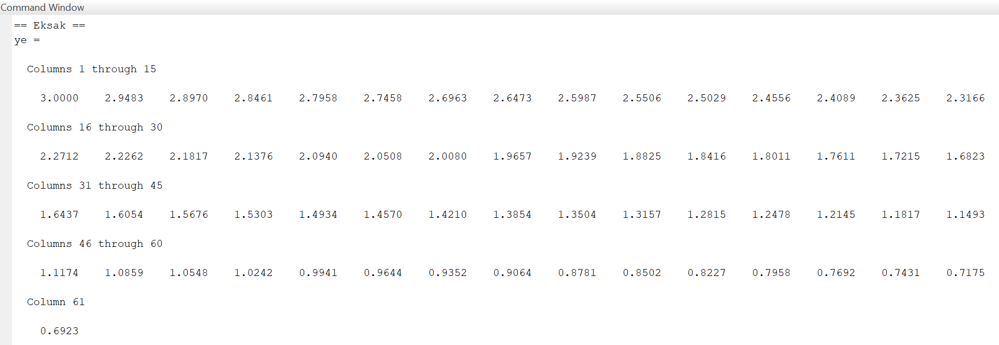 Command Window
== Eksak ==
ye =
Columns 1 through 15
3.0000 2.9483 2.8970 2.8461 2.7958 2.7458 2.6963 2.6473 2.5987 2.5506 2.5029 2.4556 2.4089 2.3625 2.3166
Columns 16 through 30
2.2712 2.2262 2.1817 2.1376 2.0940 2.0508 2.0080 1.9657 1.9239 1.8825 1.8416 1.8011 1.7611 1.7215 1.6823
Columns 31 through 45
1.6437 1.6054 1.5676 1.5303 1.4934 1.4570 1.4210 1.3854 1.3504 1.3157 1.2815 1.2478 1.2145 1.1817 1.1493
Columns 46 through 60
1.1174 1.0859 1.0548 1.0242 0.9941 0.9644 0.9352 0.9064 0.8781 0.8502 0.8227 0.7958 0.7692 0.7431 0.7175
Column 61
0.6923